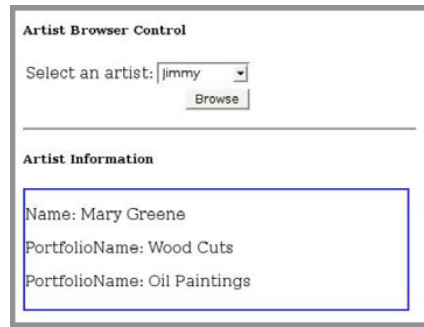 Artist Browser Control
Select an artist: Jimmy
Browse
Artist Information
Name: Mary Greene
PortfolioName: Wood Cuts
PortfolioName: Oil Paintings